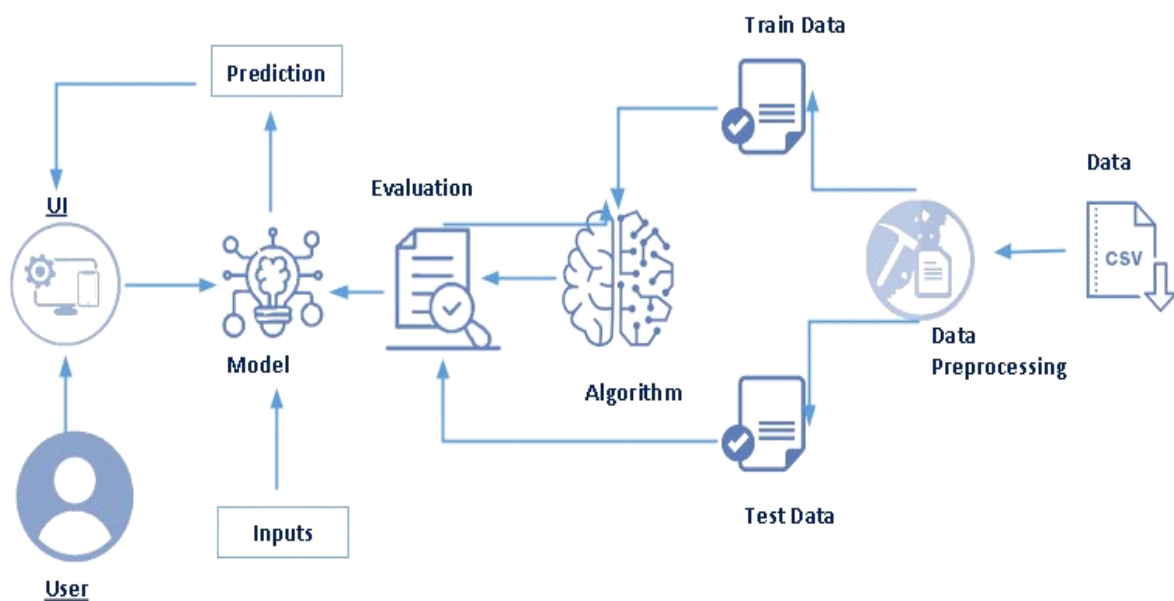 Train Data
Prediction
Data
Evaluation
UI
CSV
Data
Preprocessing
Model
Algorithm
Test Data
Inputs
User